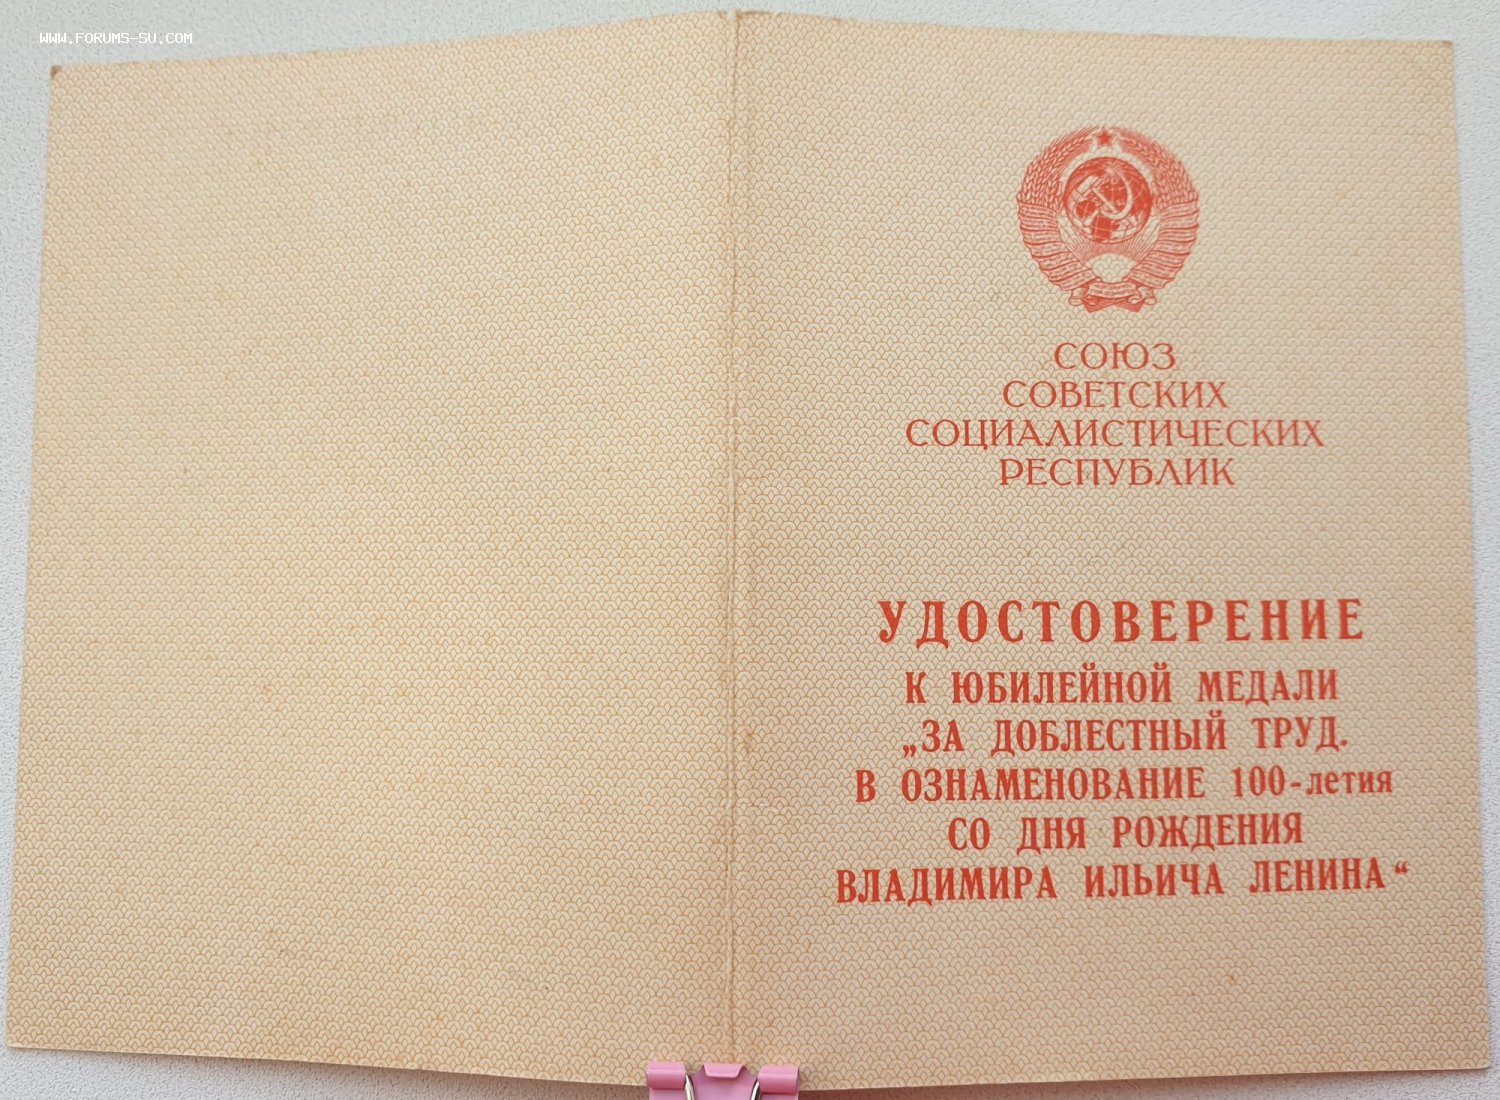 WWW.FORUMS-SU.COM
СОЮЗ
СОВЕТСКИХ
СОЦИАЛИСТИЧЕСКИХ
РЕСПУБЛИК
УДОСТОВЕРЕНИЕ
К ЮБИЛЕЙНОЙ МЕДАЛИ
„ЗА ДОБЛЕСТНЫЙ ТРУД.
В ОЗНАМЕНОВАНИЕ 100-летия
СО ДНЯ РОЖДЕНИЯ
ВЛАДИМИРА ИЛЬИЧА ЛЕНИНА“